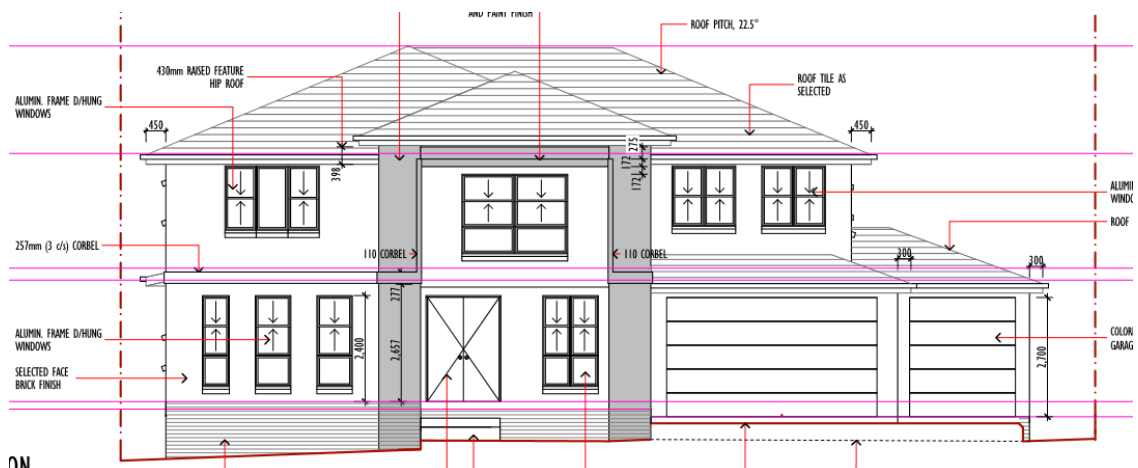 AND PAINT FINISH
ROOF PITCH, 22.5°
430mm RAISED FEATURE
HIP ROOF
ROOF TILE AS
SELECTED
ALUMIN. FRAME D/HUNG
WINDOWS
450
450
275
172
172
398
ALUMIN
WINDO
ROOF
257mm (3 c/s) CORBEL
110 CORBEL
110 CORBEL
300
300
277
2,400
2,657
2,700
ALUMIN. FRAME D/HUNG
WINDOWS
COLOR
GARAG
SELECTED FACE
BRICK FINISH
ON